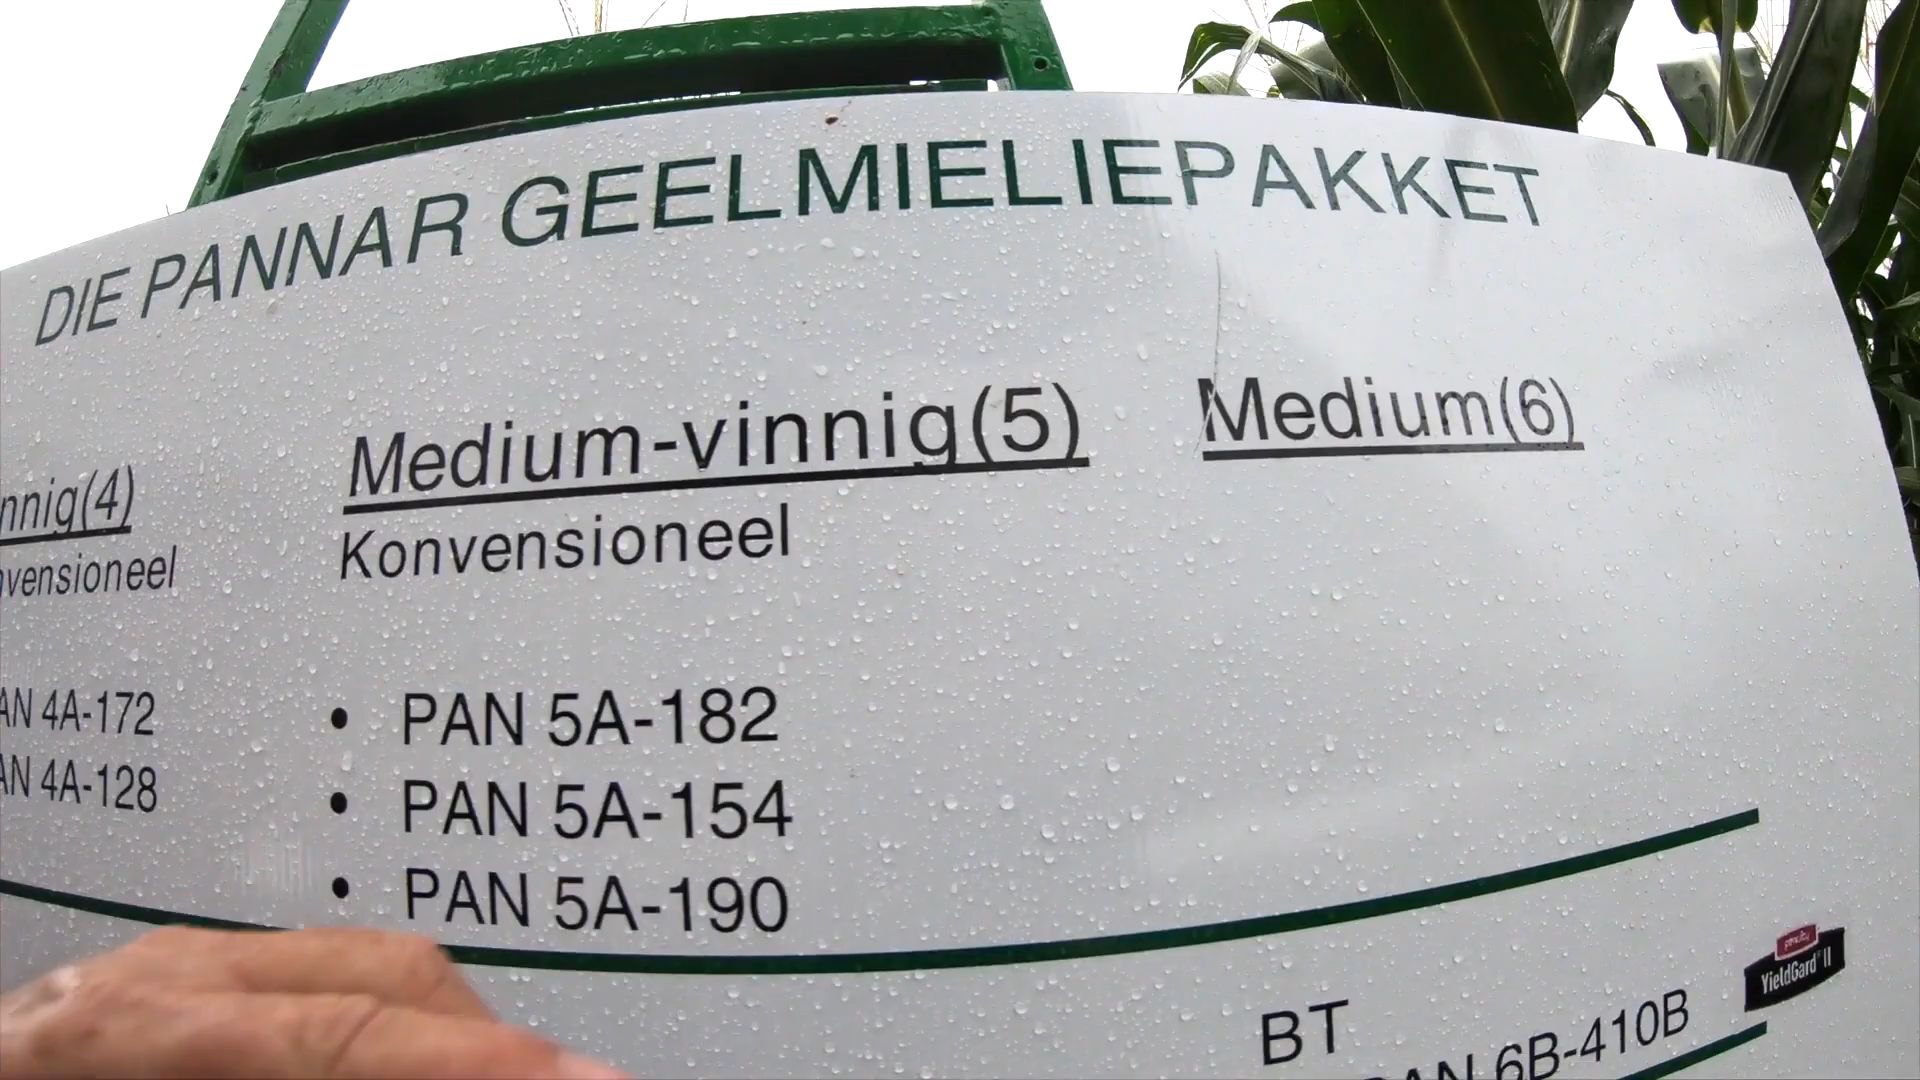 DIE PANNAR GEELMIELIEPAKKET
nnig(4)
nvensioneel
AN 4A-172
AN 4A-128
Medium-vinnig(5)
Konvensioneel
• PAN 5A-182
• PAN 5A-154
• PAN 5A-190
Medium(6)
BT
PAN 6B-410B
YieldGard II